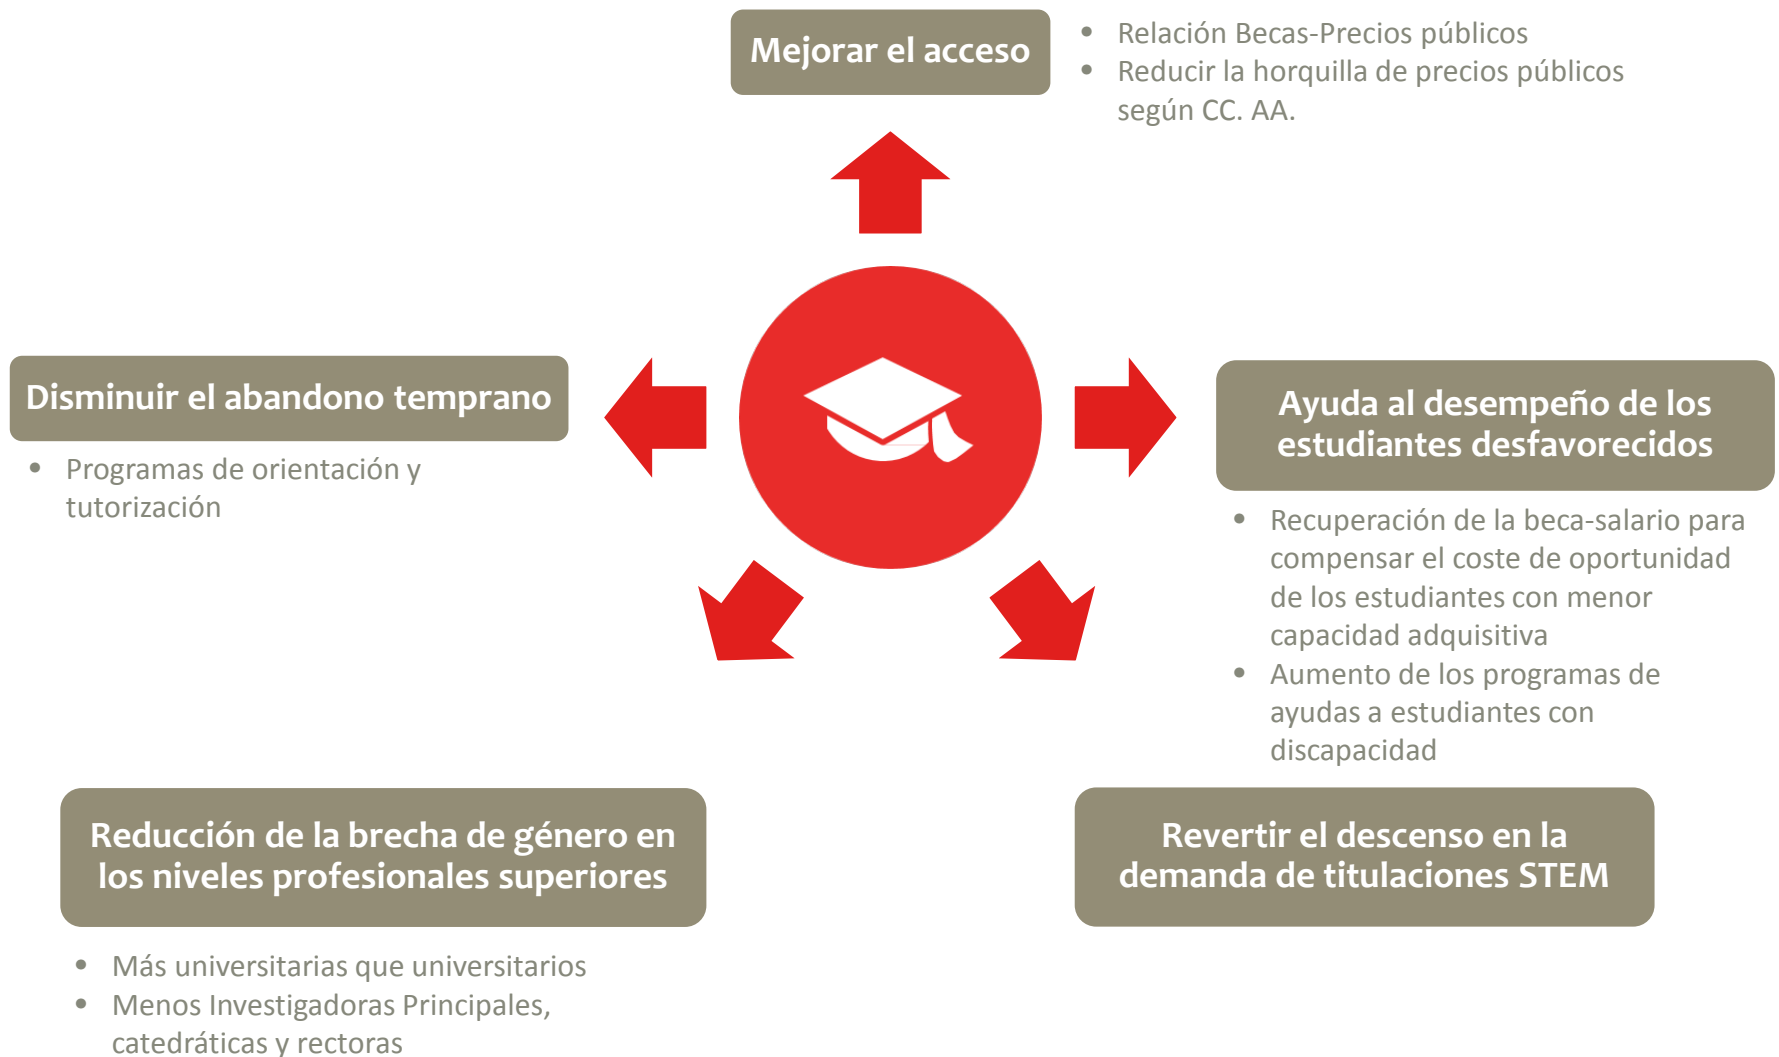 Mejorar el acceso
• Relación Becas-Precios públicos
• Reducir la horquilla de precios públicos
según CC. AA.
Disminuir el abandono temprano
• Programas de orientación y
tutorización
Ayuda al desempeño de los
estudiantes desfavorecidos
• Recuperación de la beca-salario para
compensar el coste de oportunidad
de los estudiantes con menor
capacidad adquisitiva
• Aumento de los programas de
ayudas a estudiantes con
discapacidad
Reducción de la brecha de género en
los niveles profesionales superiores
• Más universitarias que universitarios
• Menos Investigadoras Principales,
catedráticas y rectoras
Revertir el descenso en la
demanda de titulaciones STEM